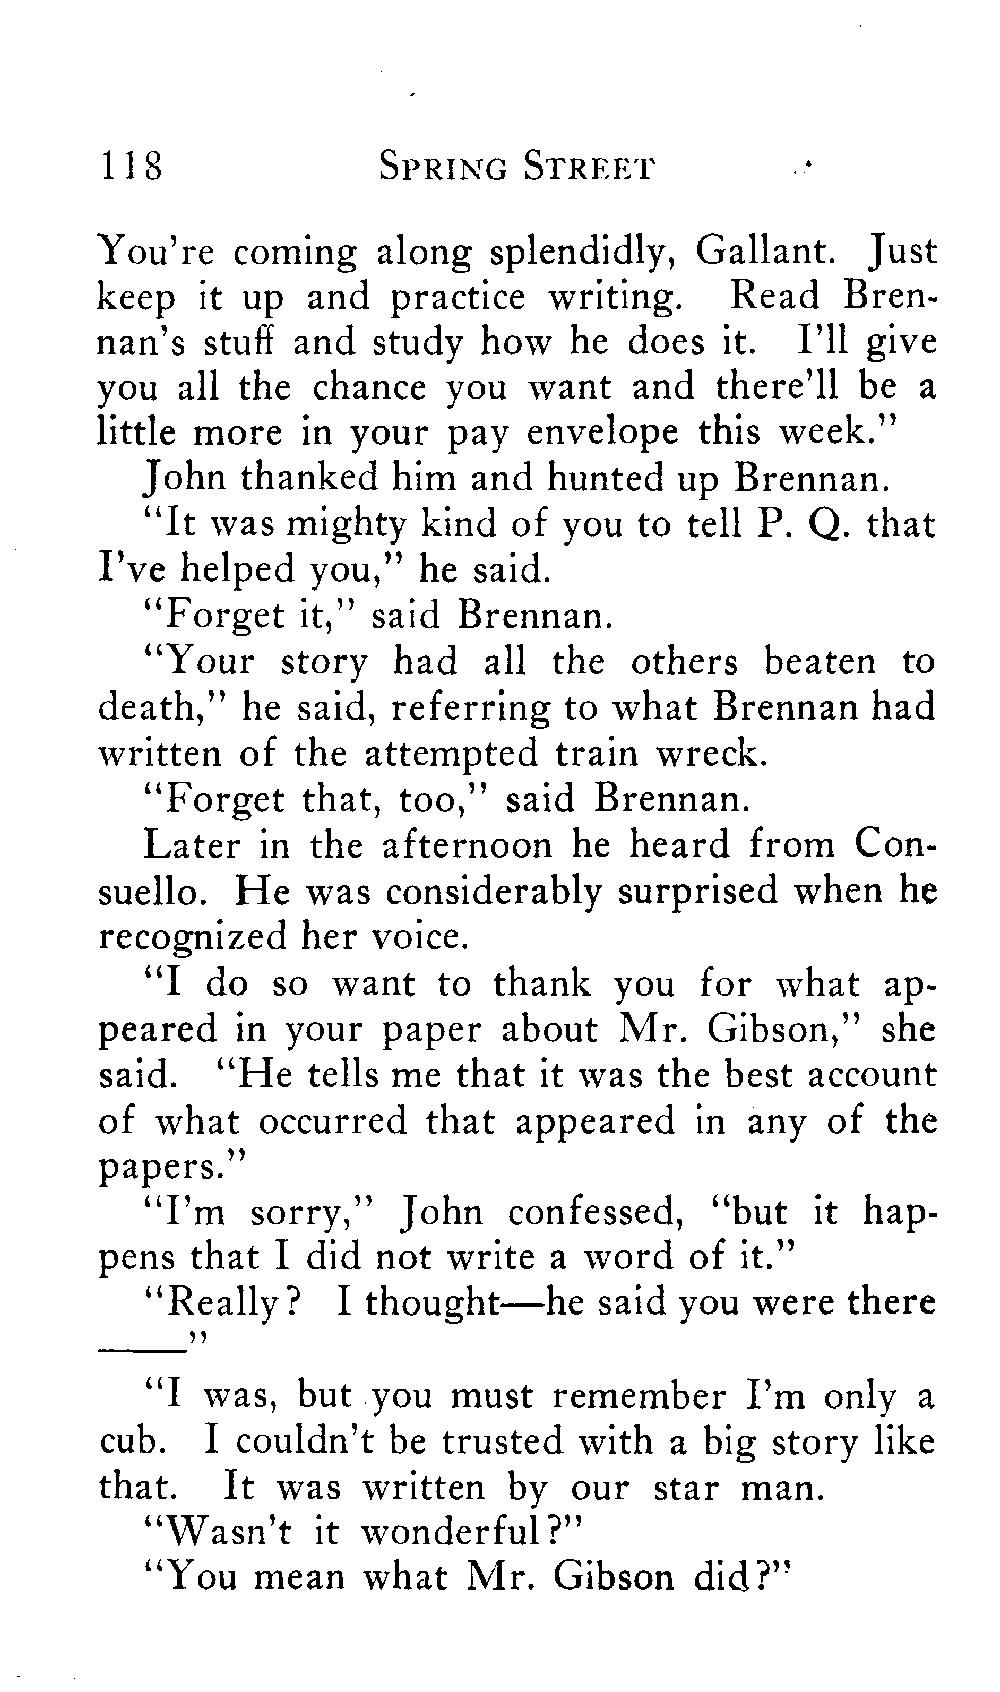 118 SPRING STREET
You're coming along splendidly, Gallant. Just
keep it up and practice writing. Read Bren-
nan's stuff and study how he does it. I'll give
you all the chance you want and there'll be a
little more in your pay envelope this week."
John thanked him and hunted up Brennan.
"It was mighty kind of you to tell P. Q. that
I've helped you," he said.
"Forget it," said Brennan.
"Your story had all the others beaten to
death," he said, referring to what Brennan had
written of the attempted train wreck.
"Forget that, too," said Brennan.
Later in the afternoon he heard from Con-
suello. He was considerably surprised when he
recognized her voice.
"I do so want to thank you for what ap-
peared in your paper about Mr. Gibson," she
said. "He tells me that it was the best account
of what occurred that appeared in any of the
papers."
"I'm sorry," John confessed, "but it hap-
pens that I did not write a word of it."
"Really? I thought—he said you were there
——"
"I was, but you must remember I'm only a
cub. I couldn't be trusted with a big story like
that. It was written by our star man.
"Wasn't it wonderful?"
"You mean what Mr. Gibson did?"